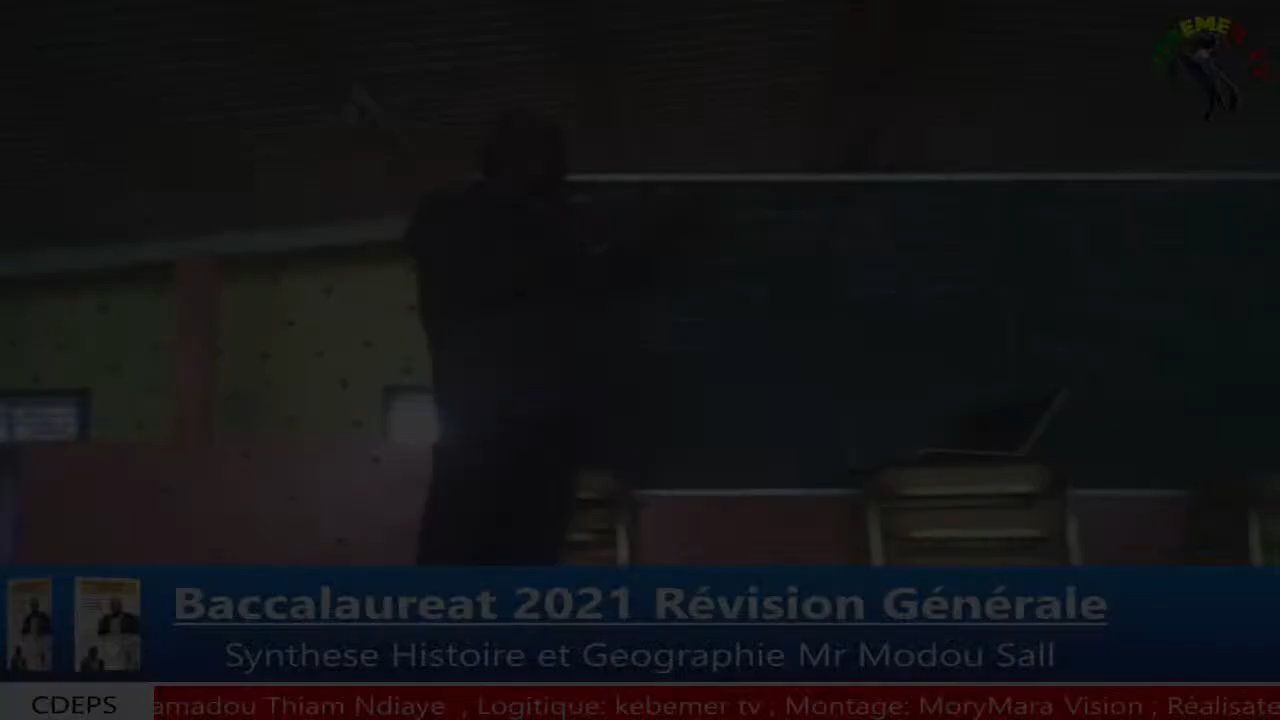 Baccalaureat 2021 Révision Générale
Synthese Histoire et Geographie Mr Modou Sall
CDEPS
amadou Thiam Ndiaye , Logitique: kebemer tv , Montage: MoryMara Vision ; Réalisate